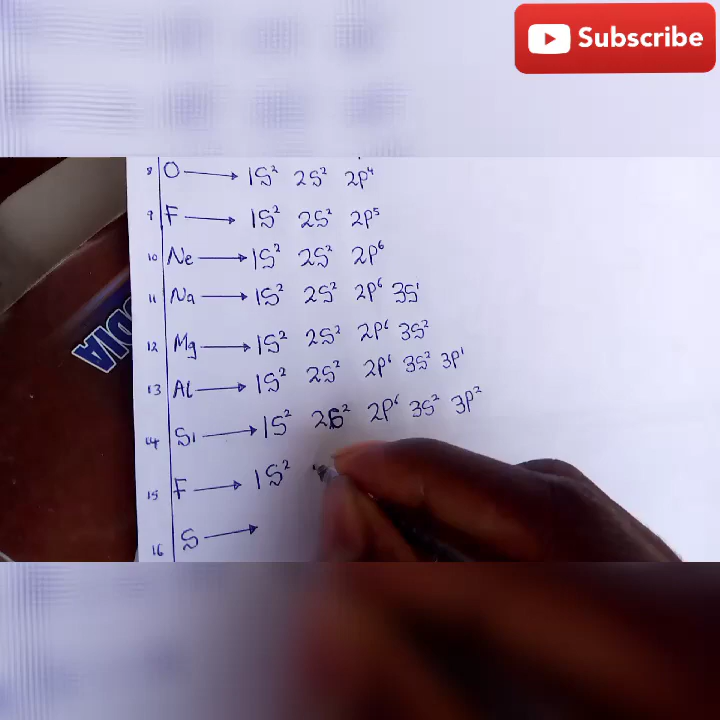 Subscribe
8 O → 1S² 2S² 2P⁴
9 F → 1S² 2S² 2P⁵
10 Ne → 1S² 2S² 2P⁶
11 Na → 1S² 2S² 2P⁶ 3S¹
12 Mg → 1S² 2S² 2P⁶ 3S²
13 Al → 1S² 2S² 2P⁶ 3S² 3P¹
14 Si → 1S² 2S² 2P⁶ 3S² 3P²
15 F → 1S²
16 S →